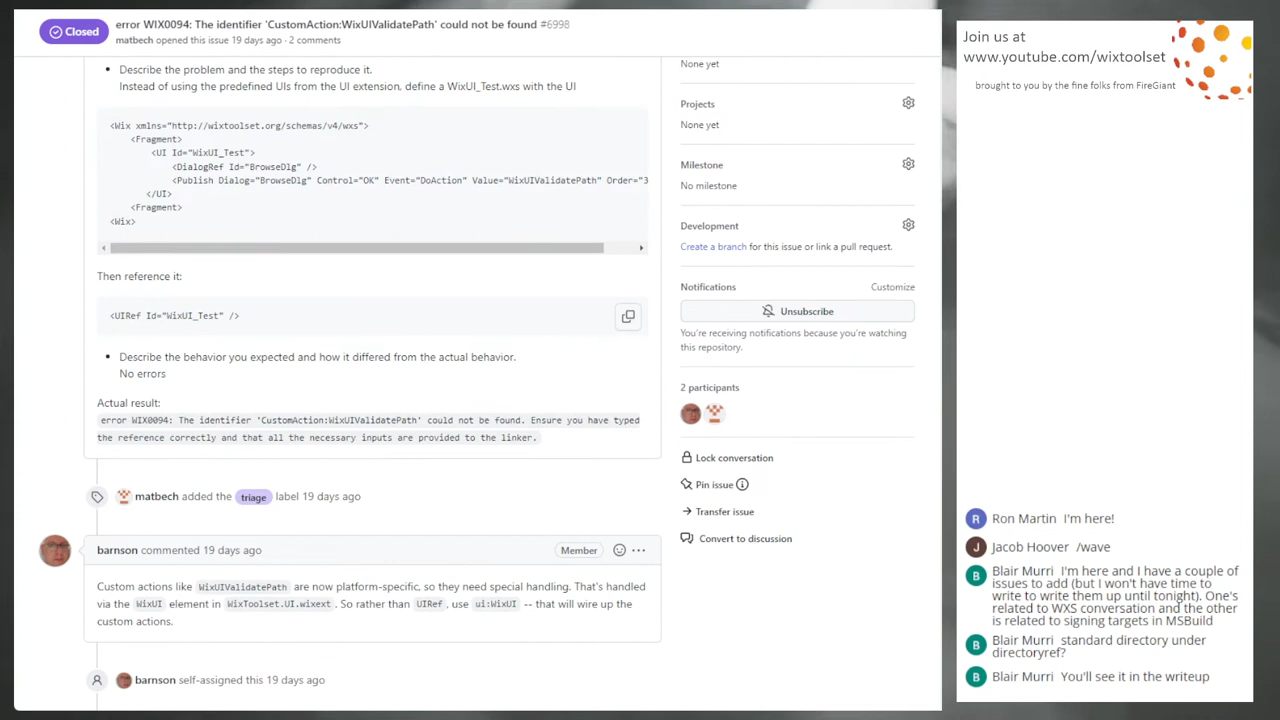 Closed
error WIX0094: The identifier 'CustomAction:WixUIValidatePath' could not be found #6998
matbech opened this issue 19 days ago · 2 comments
• Describe the problem and the steps to reproduce it.
Instead of using the predefined UIs from the UI extension, define a WixUI_Test.wxs with the UI
<Wix xmlns="http://wixtoolset.org/schemas/v4/wxs">
<Fragment>
<UI Id="WixUI_Test">
<DialogRef Id="BrowseDlg" />
<Publish Dialog="BrowseDlg" Control="OK" Event="DoAction" Value="WixUIValidatePath" Order="3
</UI>
<Fragment>
<Wix>
Then reference it:
<UIRef Id="WixUI_Test" />
• Describe the behavior you expected and how it differed from the actual behavior.
No errors
Actual result:
error WIX0094: The identifier 'CustomAction:WixUIValidatePath' could not be found. Ensure you have typed
the reference correctly and that all the necessary inputs are provided to the linker.
matbech added the triage label 19 days ago
barnson commented 19 days ago
Member
Custom actions like WixUIValidatePath are now platform-specific, so they need special handling. That's handled
via the WixUI element in WixToolset.UI.wixext. So rather than UIRef, use ui:WixUI -- that will wire up the
custom actions.
barnson self-assigned this 19 days ago
None yet
Projects
None yet
Milestone
No milestone
Development
Create a branch for this issue or link a pull request.
Notifications
Customize
Unsubscribe
You're receiving notifications because you're watching
this repository.
2 participants
Lock conversation
Pin issue
Transfer issue
Convert to discussion
Join us at
www.youtube.com/wixtoolset
brought to you by the fine folks from FireGiant
R Ron Martin I'm here!
J Jacob Hoover /wave
B Blair Murri I'm here and I have a couple of
issues to add (but I won't have time to
write to write them up until tonight). One's
related to WXS conversation and the other
is related to signing targets in MSBuild
B Blair Murri standard directory under
directoryref?
B Blair Murri You'll see it in the writeup